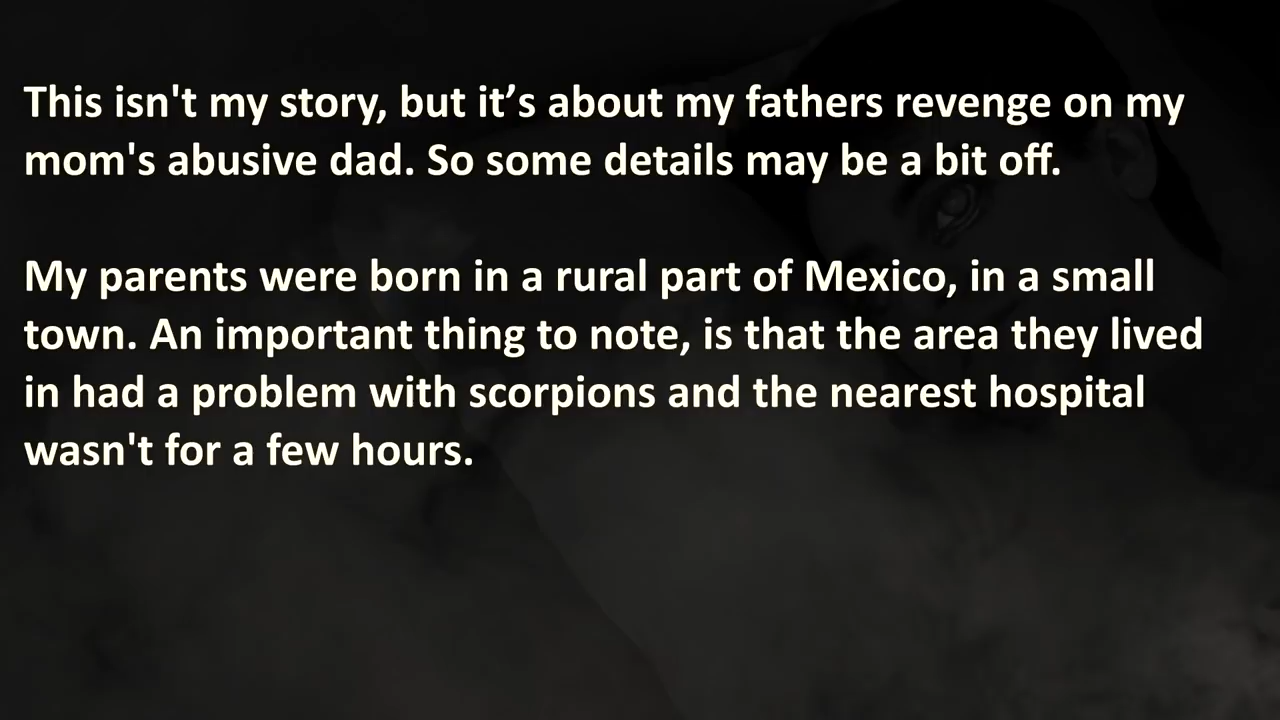 This isn't my story, but it’s about my fathers revenge on my
mom's abusive dad. So some details may be a bit off.
My parents were born in a rural part of Mexico, in a small
town. An important thing to note, is that the area they lived
in had a problem with scorpions and the nearest hospital
wasn't for a few hours.